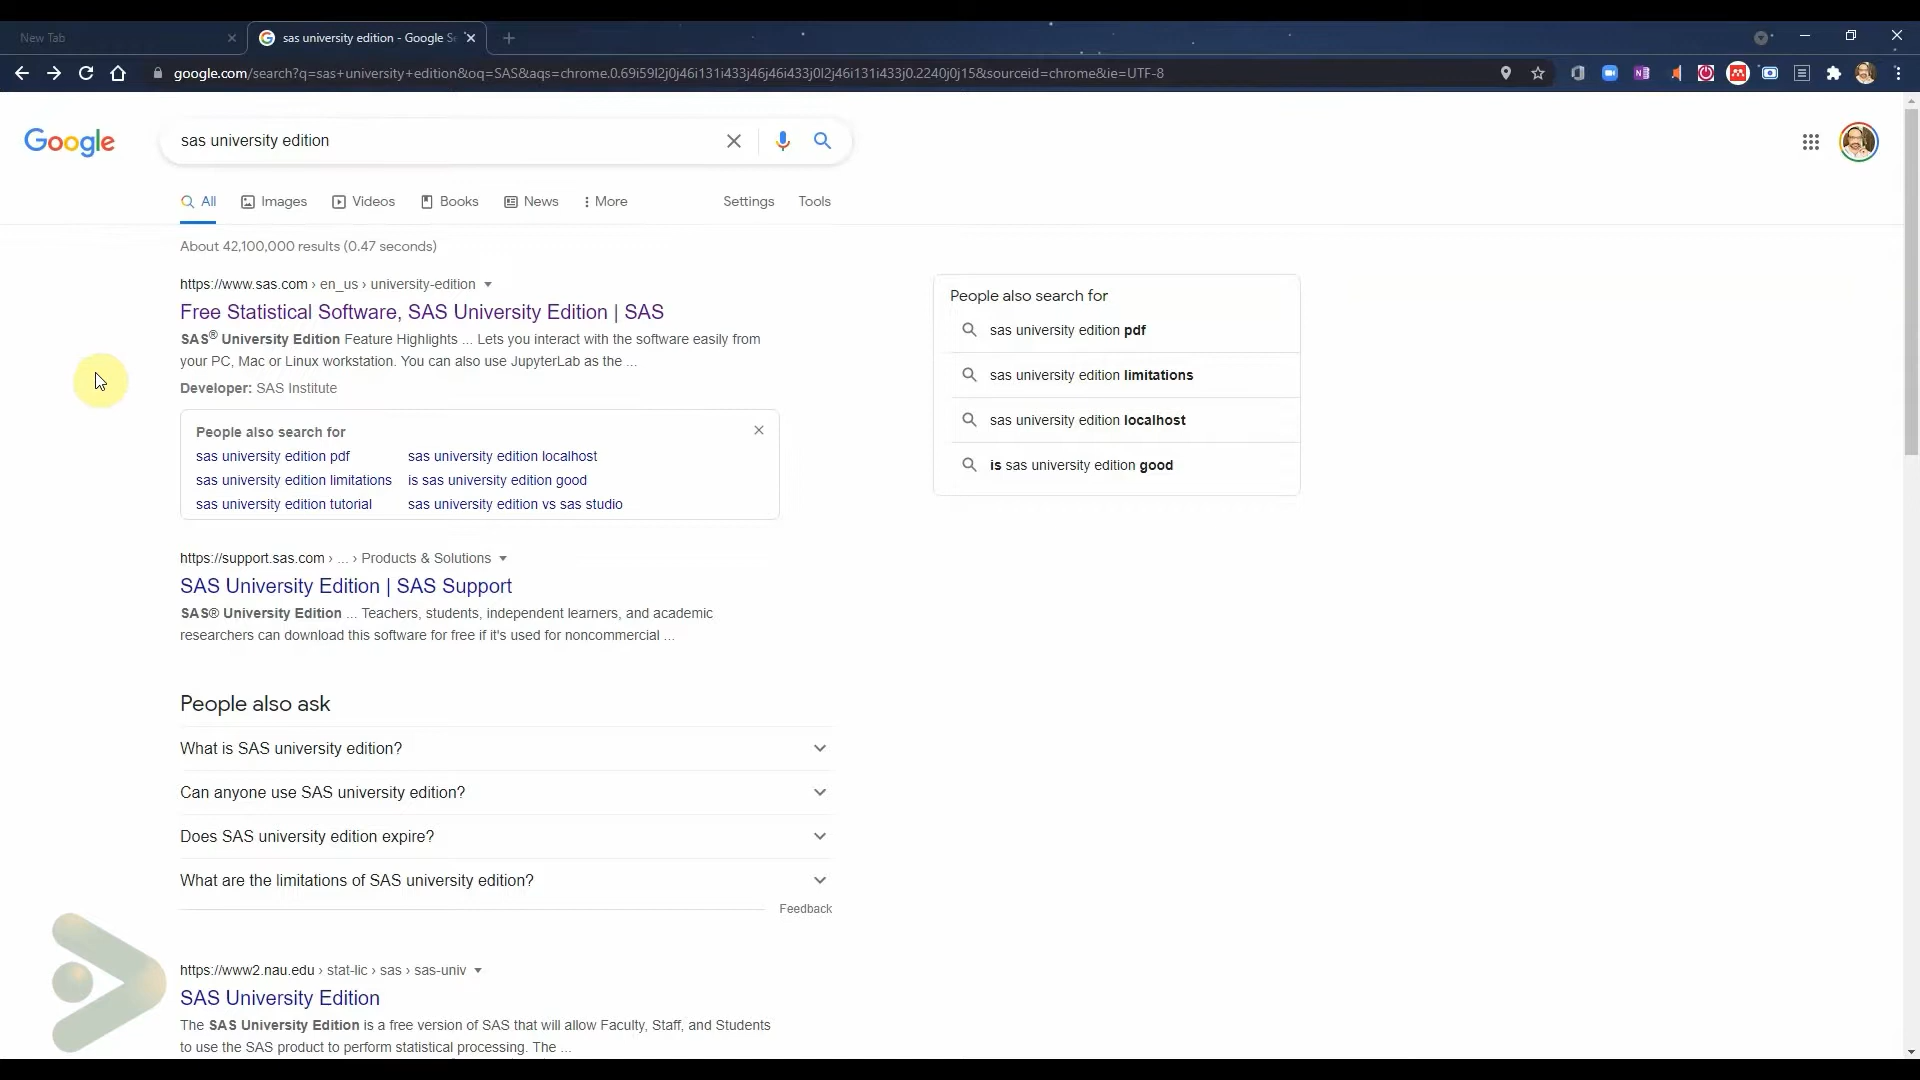 New Tab
sas university edition - Google Se
google.com/search?q=sas+university+edition&oq=SAS&aqs=chrome.0.69i59l2j0j46i131i433j46j46i433j0l2j46i131i433j0.2240j0j15&sourceid=chrome&ie=UTF-8
Google
sas university edition
All Images Videos Books News More Settings Tools
About 42,100,000 results (0.47 seconds)
https://www.sas.com › en_us › university-edition
Free Statistical Software, SAS University Edition | SAS
SAS® University Edition Feature Highlights ... Lets you interact with the software easily from
your PC, Mac or Linux workstation. You can also use JupyterLab as the ...
Developer: SAS Institute
People also search for
sas university edition pdf sas university edition localhost
sas university edition limitations is sas university edition good
sas university edition tutorial sas university edition vs sas studio
https://support.sas.com › ... › Products & Solutions
SAS University Edition | SAS Support
SAS® University Edition ... Teachers, students, independent learners, and academic
researchers can download this software for free if it's used for noncommercial ...
People also ask
What is SAS university edition?
Can anyone use SAS university edition?
Does SAS university edition expire?
What are the limitations of SAS university edition?
Feedback
https://www2.nau.edu › stat-lic › sas › sas-univ
SAS University Edition
The SAS University Edition is a free version of SAS that will allow Faculty, Staff, and Students
to use the SAS product to perform statistical processing. The ...
People also search for
sas university edition pdf
sas university edition limitations
sas university edition localhost
is sas university edition good